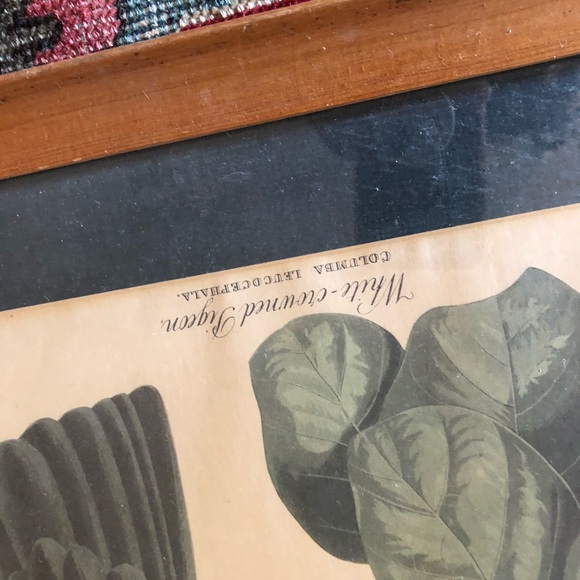 White-crowned Pigeon,
COLUMBA LEUCOCEPHALA.